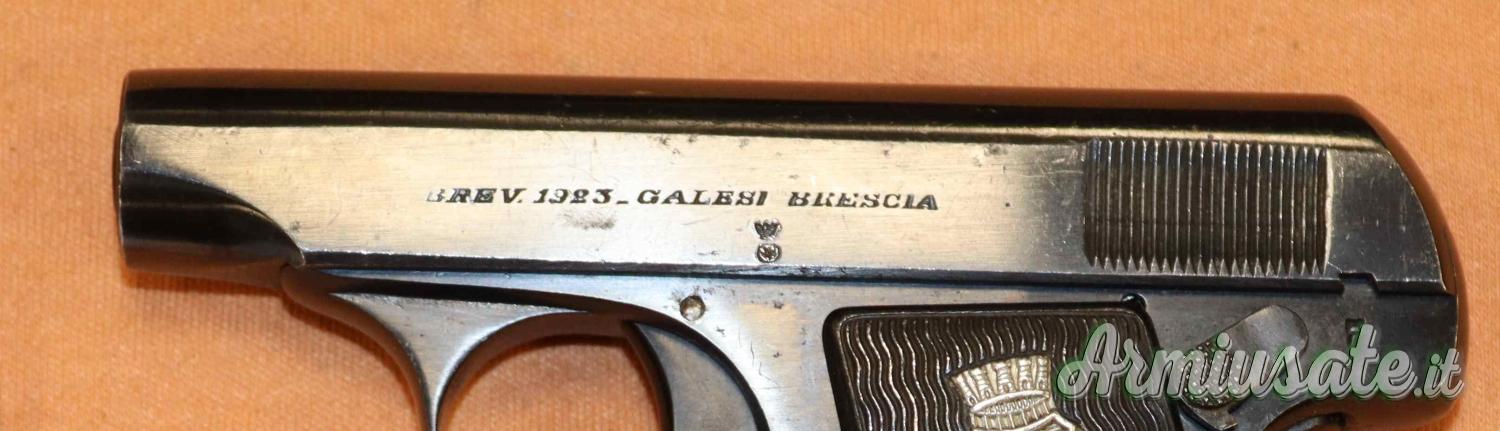 BREV. 1923_GALESI BRESCIA
F
Armiusate.it